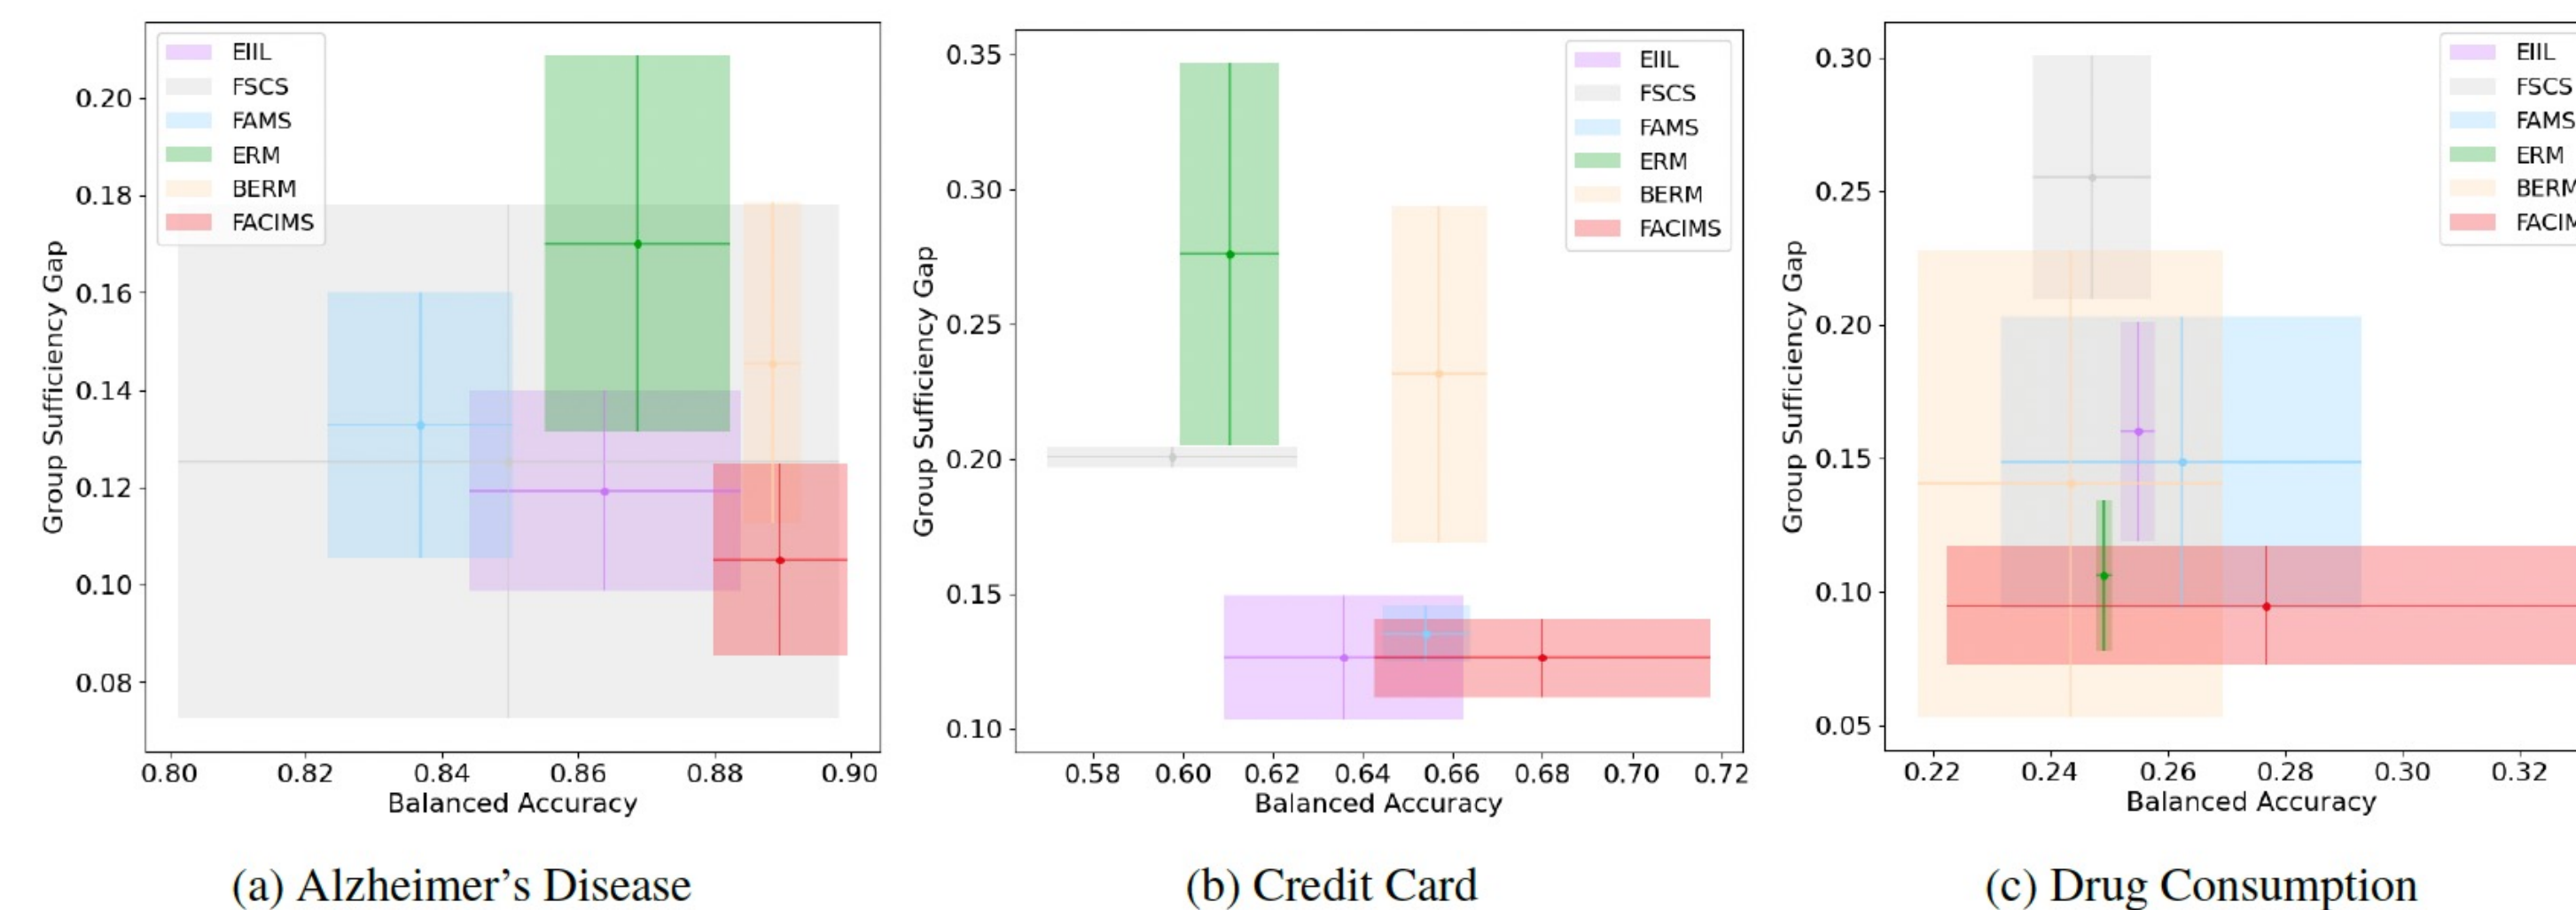 EIIL
FSCS
FAMS
ERM
BERM
FACIMS
Group Sufficiency Gap
0.20
0.18
0.16
0.14
0.12
0.10
0.08
0.80 0.82 0.84 0.86 0.88 0.90
Balanced Accuracy
(a) Alzheimer's Disease
EIIL
FSCS
FAMS
ERM
BERM
FACIMS
Group Sufficiency Gap
0.35
0.30
0.25
0.20
0.15
0.10
0.58 0.60 0.62 0.64 0.66 0.68 0.70 0.72
Balanced Accuracy
(b) Credit Card
EIIL
FSCS
FAMS
ERM
BERM
FACIM
Group Sufficiency Gap
0.30
0.25
0.20
0.15
0.10
0.05
0.22 0.24 0.26 0.28 0.30 0.32
Balanced Accuracy
(c) Drug Consumption